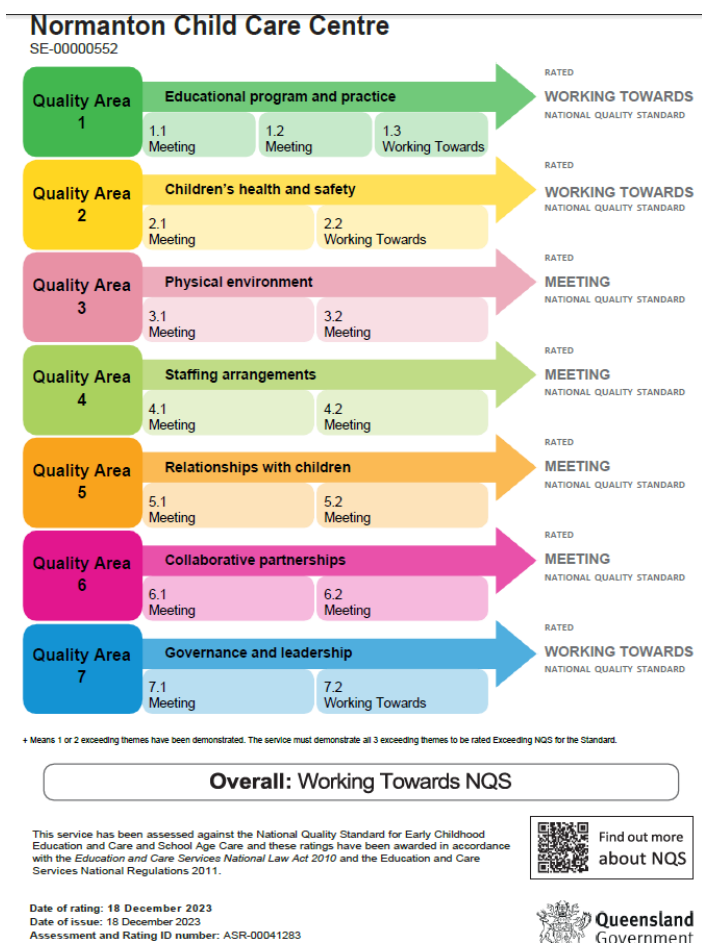 Normanton Child Care Centre
SE-00000552
Quality Area
1
Educational program and practice
1.1
Meeting
1.2
Meeting
1.3
Working Towards
RATED
WORKING TOWARDS
NATIONAL QUALITY STANDARD
Quality Area
2
Children's health and safety
2.1
Meeting
2.2
Working Towards
RATED
WORKING TOWARDS
NATIONAL QUALITY STANDARD
Quality Area
3
Physical environment
3.1
Meeting
3.2
Meeting
RATED
MEETING
NATIONAL QUALITY STANDARD
Quality Area
4
Staffing arrangements
4.1
Meeting
4.2
Meeting
RATED
MEETING
NATIONAL QUALITY STANDARD
Quality Area
5
Relationships with children
5.1
Meeting
5.2
Meeting
RATED
MEETING
NATIONAL QUALITY STANDARD
Quality Area
6
Collaborative partnerships
6.1
Meeting
6.2
Meeting
RATED
MEETING
NATIONAL QUALITY STANDARD
Quality Area
7
Governance and leadership
7.1
Meeting
7.2
Working Towards
RATED
WORKING TOWARDS
NATIONAL QUALITY STANDARD
+ Means 1 or 2 exceeding themes have been demonstrated. The service must demonstrate all 3 exceeding themes to be rated Exceeding NQS for the Standard.
Overall: Working Towards NQS
This service has been assessed against the National Quality Standard for Early Childhood
Education and Care and School Age Care and these ratings have been awarded in accordance
with the Education and Care Services National Law Act 2010 and the Education and Care
Services National Regulations 2011.
Find out more
about NQS
Date of rating: 18 December 2023
Date of issue: 18 December 2023
Assessment and Rating ID number: ASR-00041283
Queensland
Government